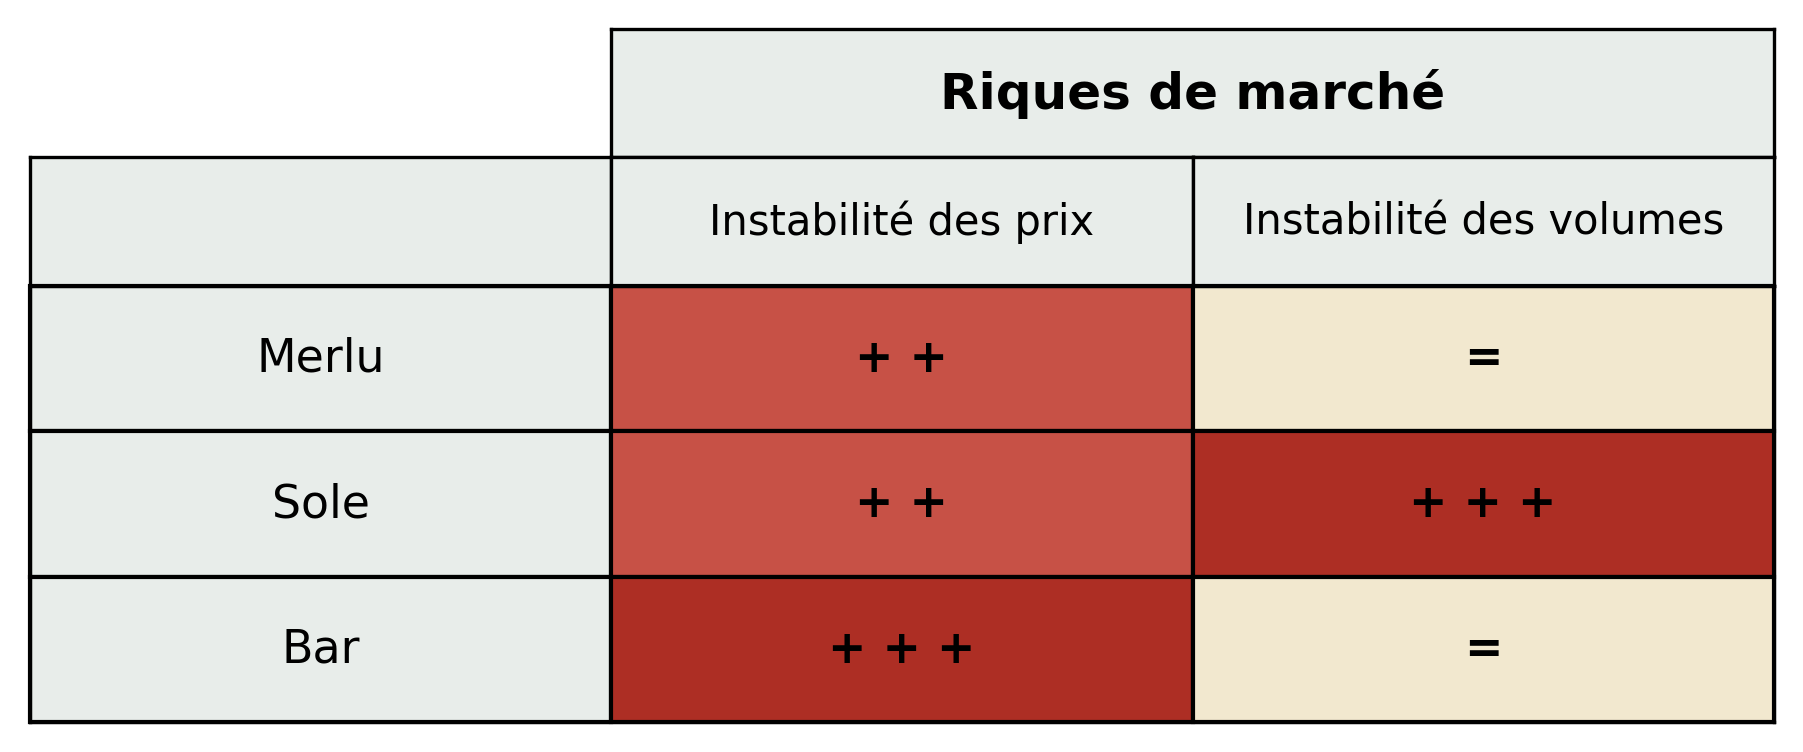 Riques de marché
Instabilité des prix Instabilité des volumes
Merlu + + =
Sole + + + + +
Bar + + + =